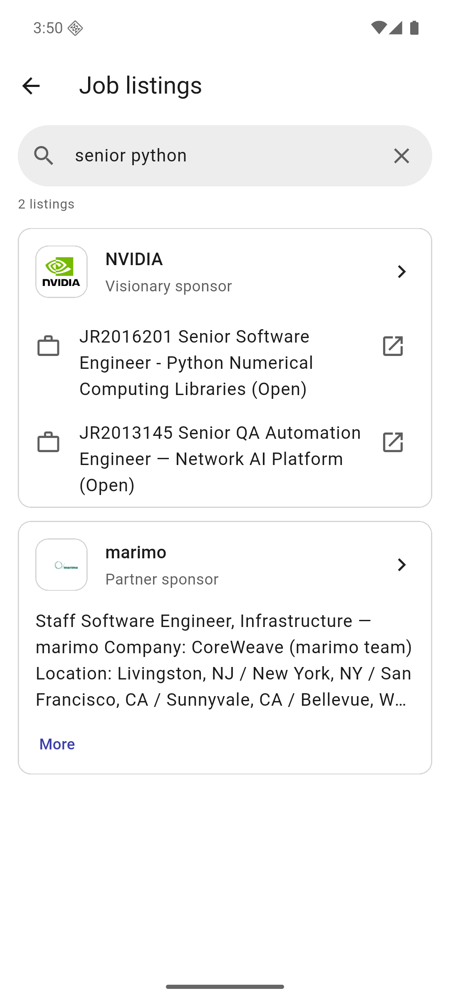 3:50
Job listings
senior python
2 listings
NVIDIA
NVIDIA
Visionary sponsor
JR2016201 Senior Software
Engineer - Python Numerical
Computing Libraries (Open)
JR2013145 Senior QA Automation
Engineer — Network AI Platform
(Open)
marimo
Partner sponsor
Staff Software Engineer, Infrastructure —
marimo Company: CoreWeave (marimo team)
Location: Livingston, NJ / New York, NY / San
Francisco, CA / Sunnyvale, CA / Bellevue, W…
More